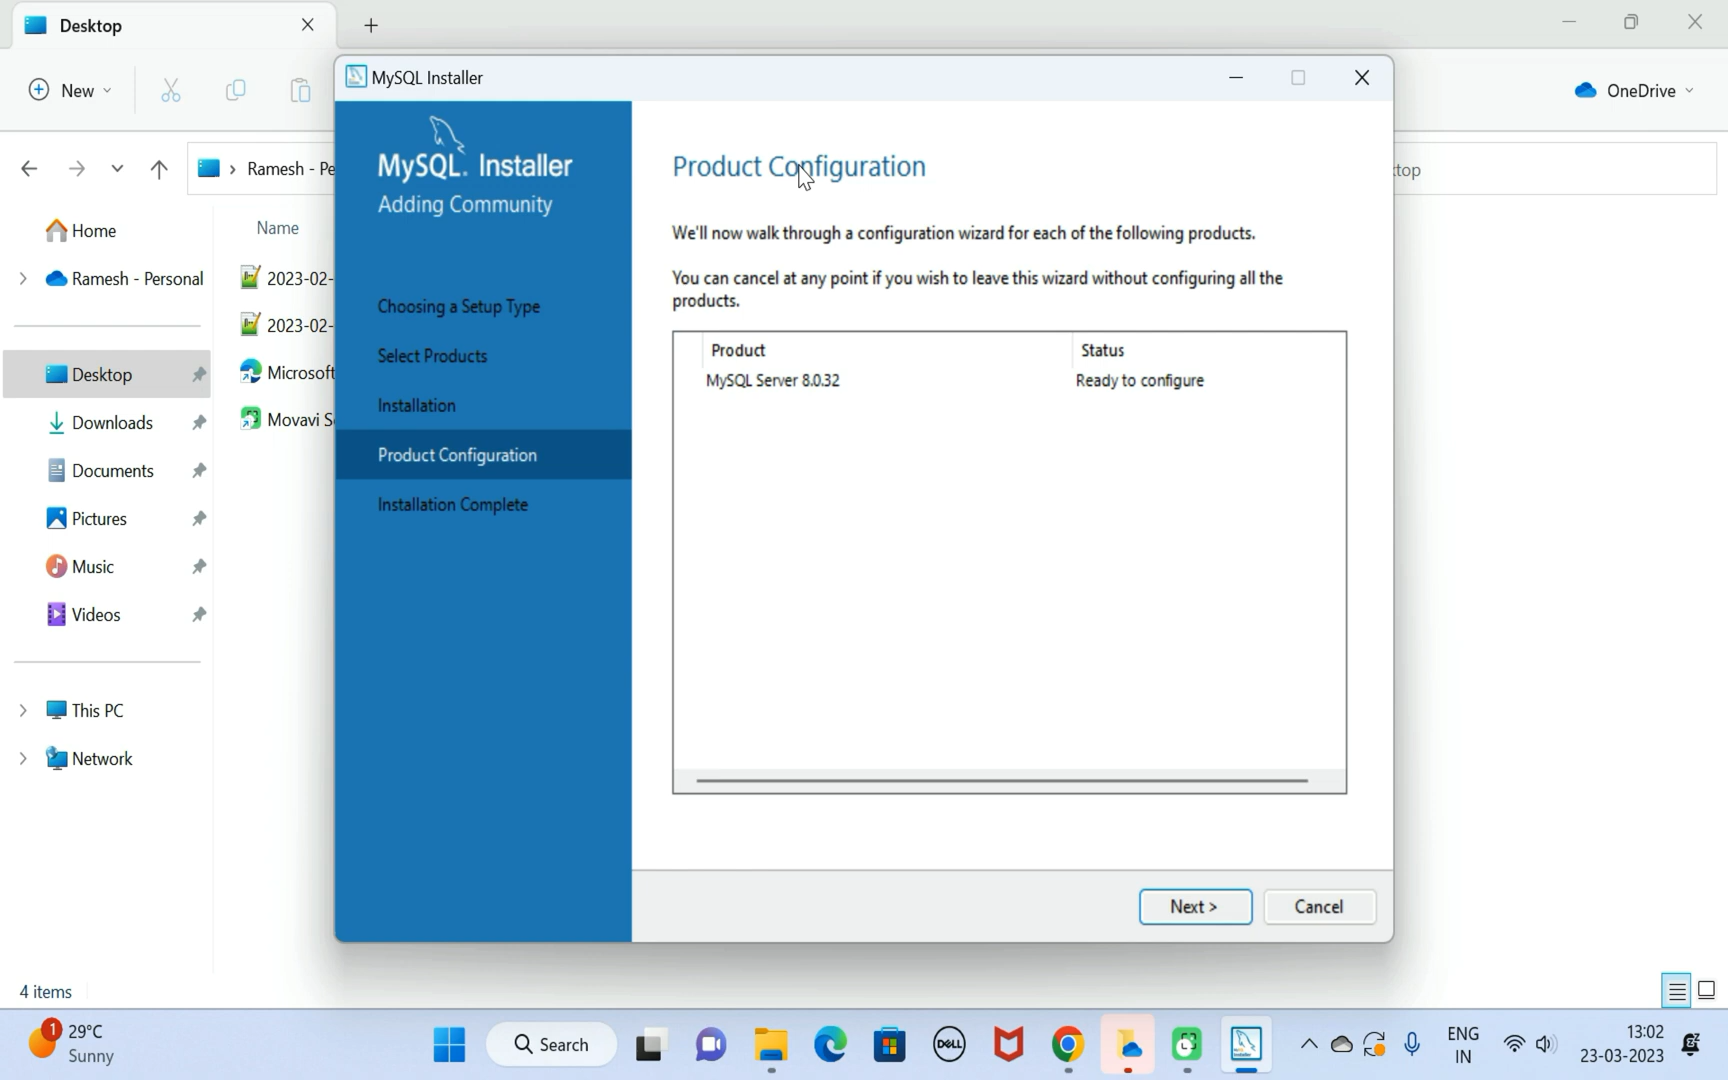 Desktop
MySQL Installer
New
OneDrive
Ramesh - Pe
top
MySQL. Installer
Adding Community
Product Configuration
Home
Name
We'll now walk through a configuration wizard for each of the following products.
Ramesh - Personal
2023-02-
You can cancel at any point if you wish to leave this wizard without configuring all the
products.
Choosing a Setup Type
2023-02-
Product Status
Select Products
Desktop
Microsoft
MySQL Server 8.0.32 Ready to configure
Installation
Downloads
Movavi S
Product Configuration
Documents
Installation Complete
Pictures
Music
Videos
This PC
Network
Next >
Cancel
4 items
1
29°C
Sunny
Search
DELL
ENG
IN
13:02
23-03-2023